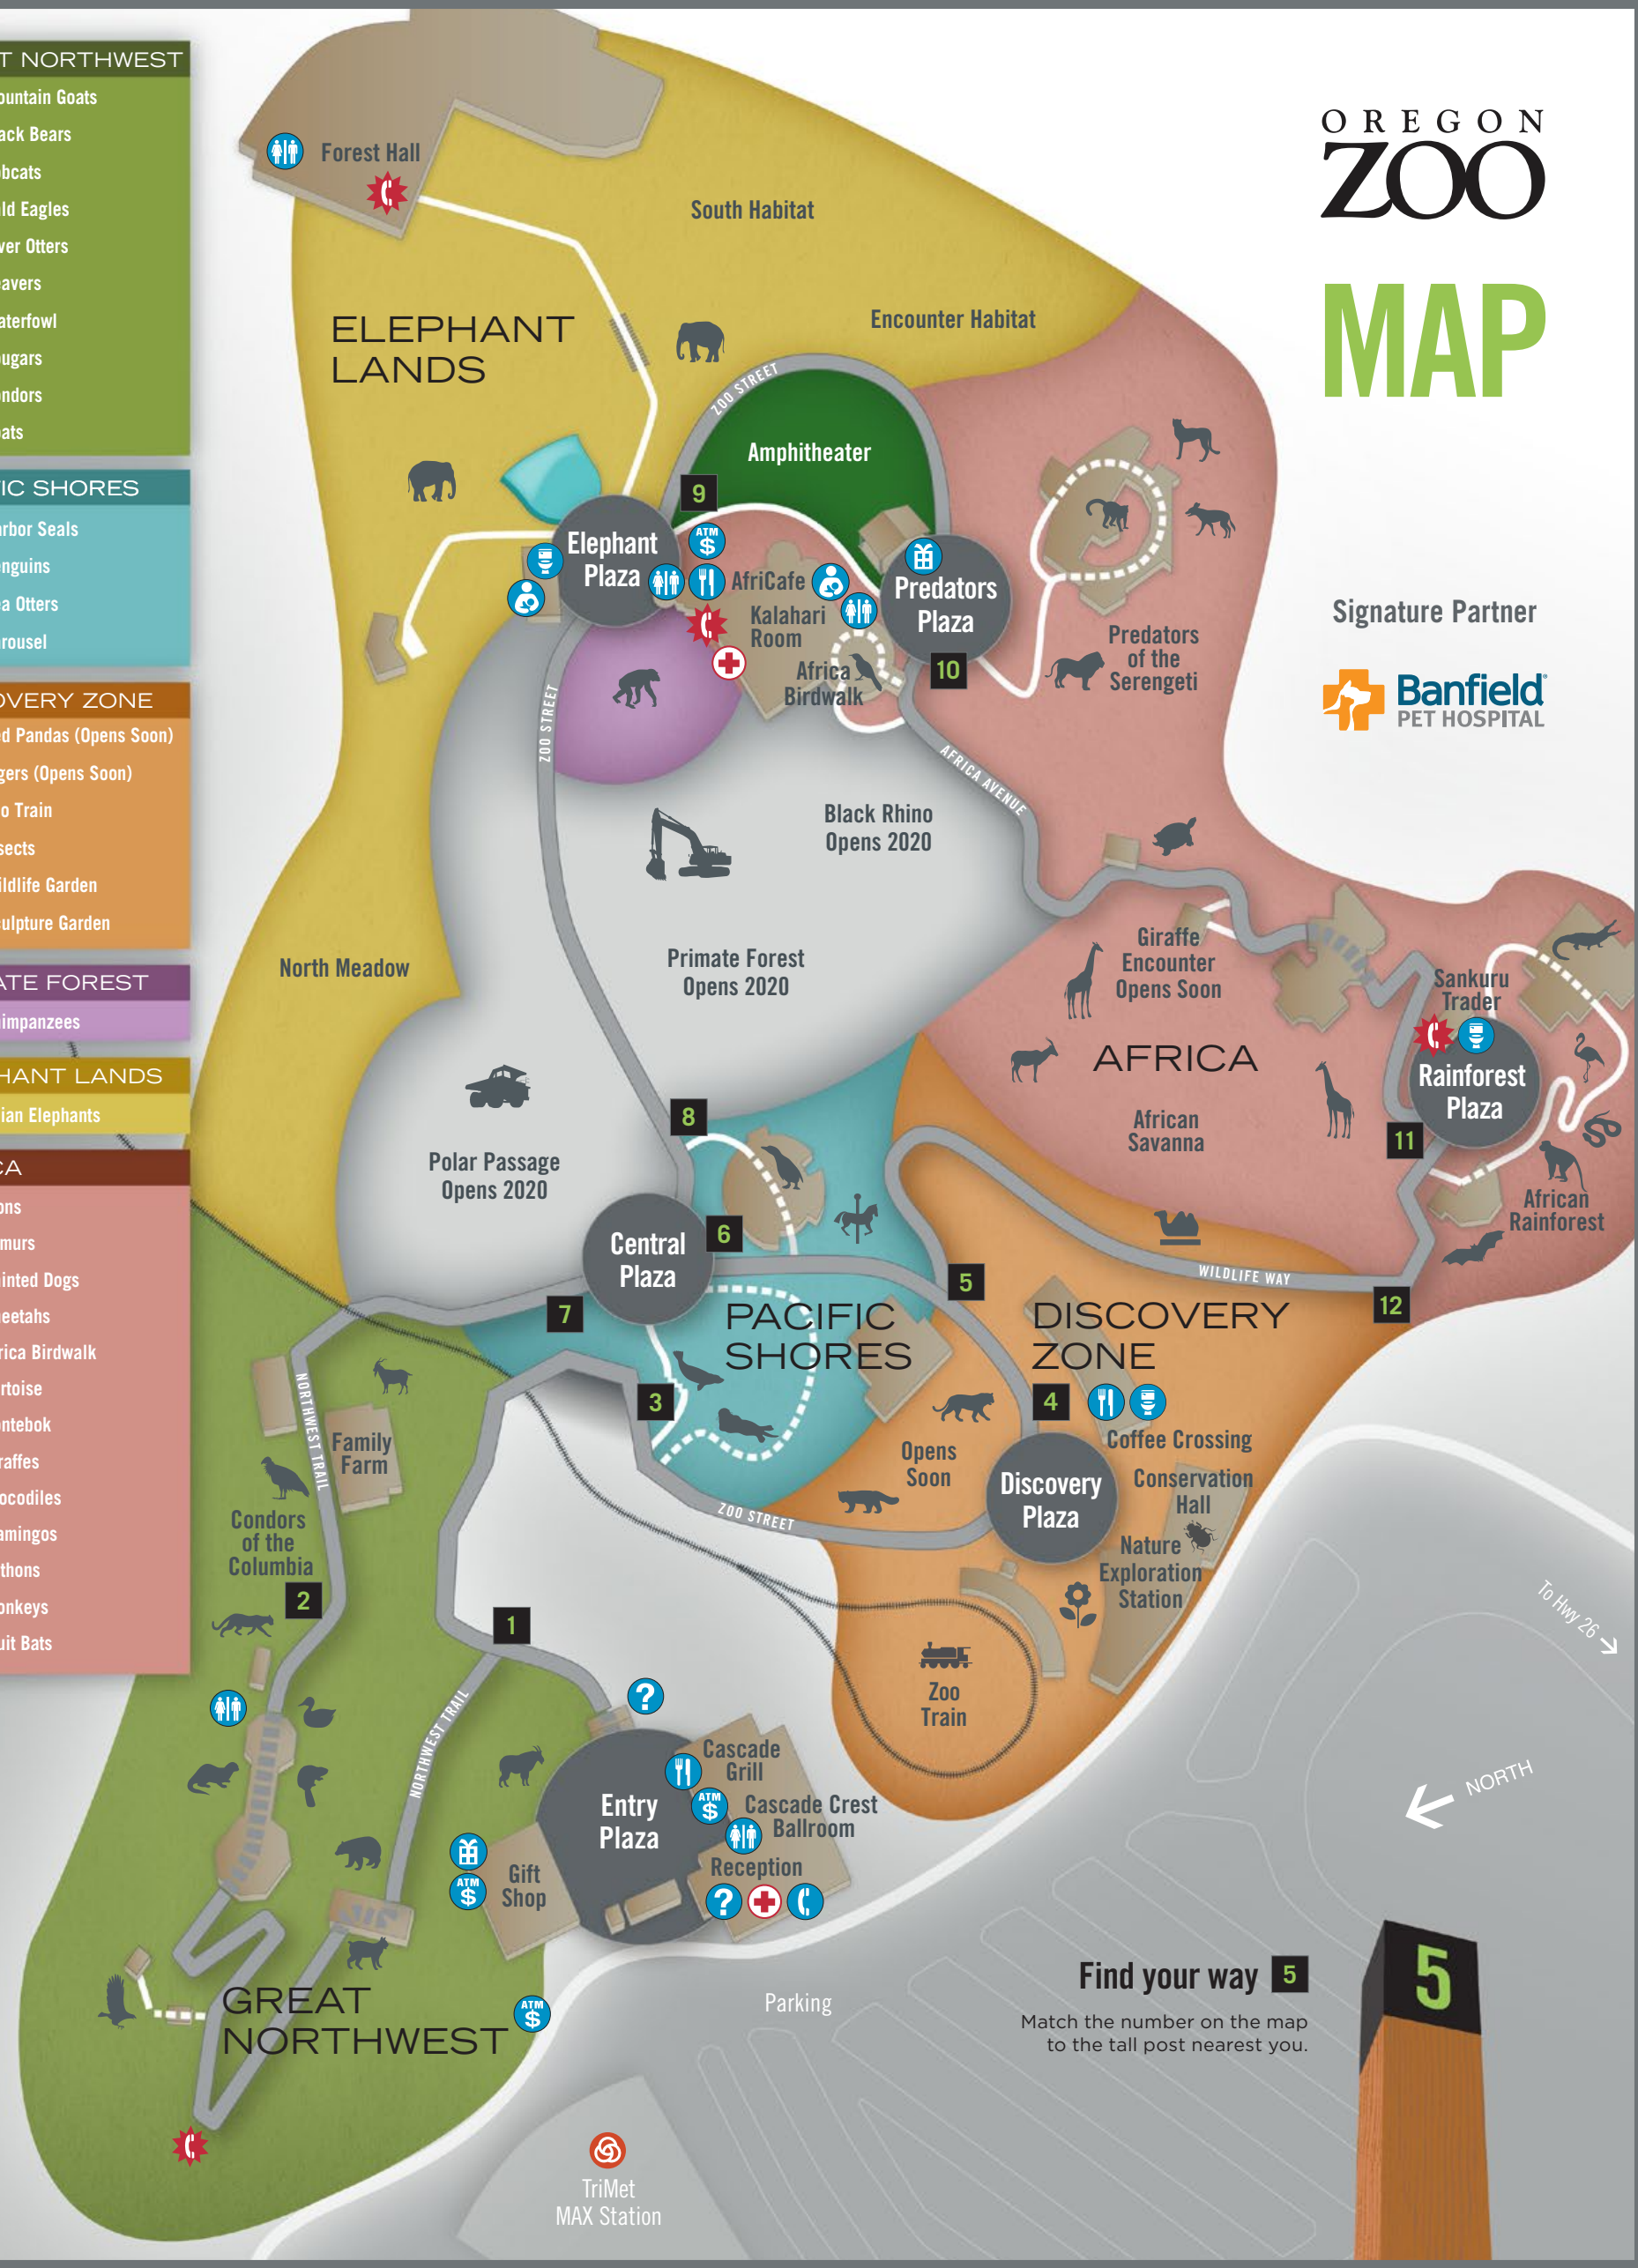 T NORTHWEST
ountain Goats
ack Bears
bcats
ld Eagles
ver Otters
avers
aterfowl
ugars
ndors
ats
IC SHORES
rbor Seals
nguins
a Otters
rousel
OVERY ZONE
d Pandas (Opens Soon)
gers (Opens Soon)
o Train
sects
ildlife Garden
ulpture Garden
ATE FOREST
impanzees
HANT LANDS
ian Elephants
CA
ons
murs
inted Dogs
eetahs
rica Birdwalk
rtoise
ntebok
raffes
ocodiles
amingos
thons
onkeys
uit Bats
OREGON
ZOO
MAP
Signature Partner
Banfield
PET HOSPITAL
Forest Hall
South Habitat
ELEPHANT
LANDS
Encounter Habitat
ZOO STREET
Amphitheater
9
Elephant
Plaza
ATM
$
AfriCafe
Kalahari
Room
Africa
Birdwalk
Predators
Plaza
10
Predators
of the
Serengeti
ZOO STREET
AFRICA AVENUE
Black Rhino
Opens 2020
North Meadow
Primate Forest
Opens 2020
Giraffe
Encounter
Opens Soon
Sankuru
Trader
AFRICA
Rainforest
Plaza
African
Savanna
11
African
Rainforest
8
Polar Passage
Opens 2020
Central
Plaza
6
7
5
WILDLIFE WAY
12
PACIFIC
SHORES
DISCOVERY
ZONE
3
4
Coffee Crossing
Opens
Soon
Discovery
Plaza
Conservation
Hall
Nature
Exploration
Station
NORTHWEST TRAIL
Family
Farm
Condors
of the
Columbia
2
ZOO STREET
1
To Hwy 26
Zoo
Train
NORTHWEST TRAIL
?
Cascade
Grill
Entry
Plaza
ATM
$
Cascade Crest
Ballroom
Reception
?
Gift
Shop
ATM
$
NORTH
GREAT
NORTHWEST
ATM
$
Parking
Find your way 5
Match the number on the map
to the tall post nearest you.
5
TriMet
MAX Station